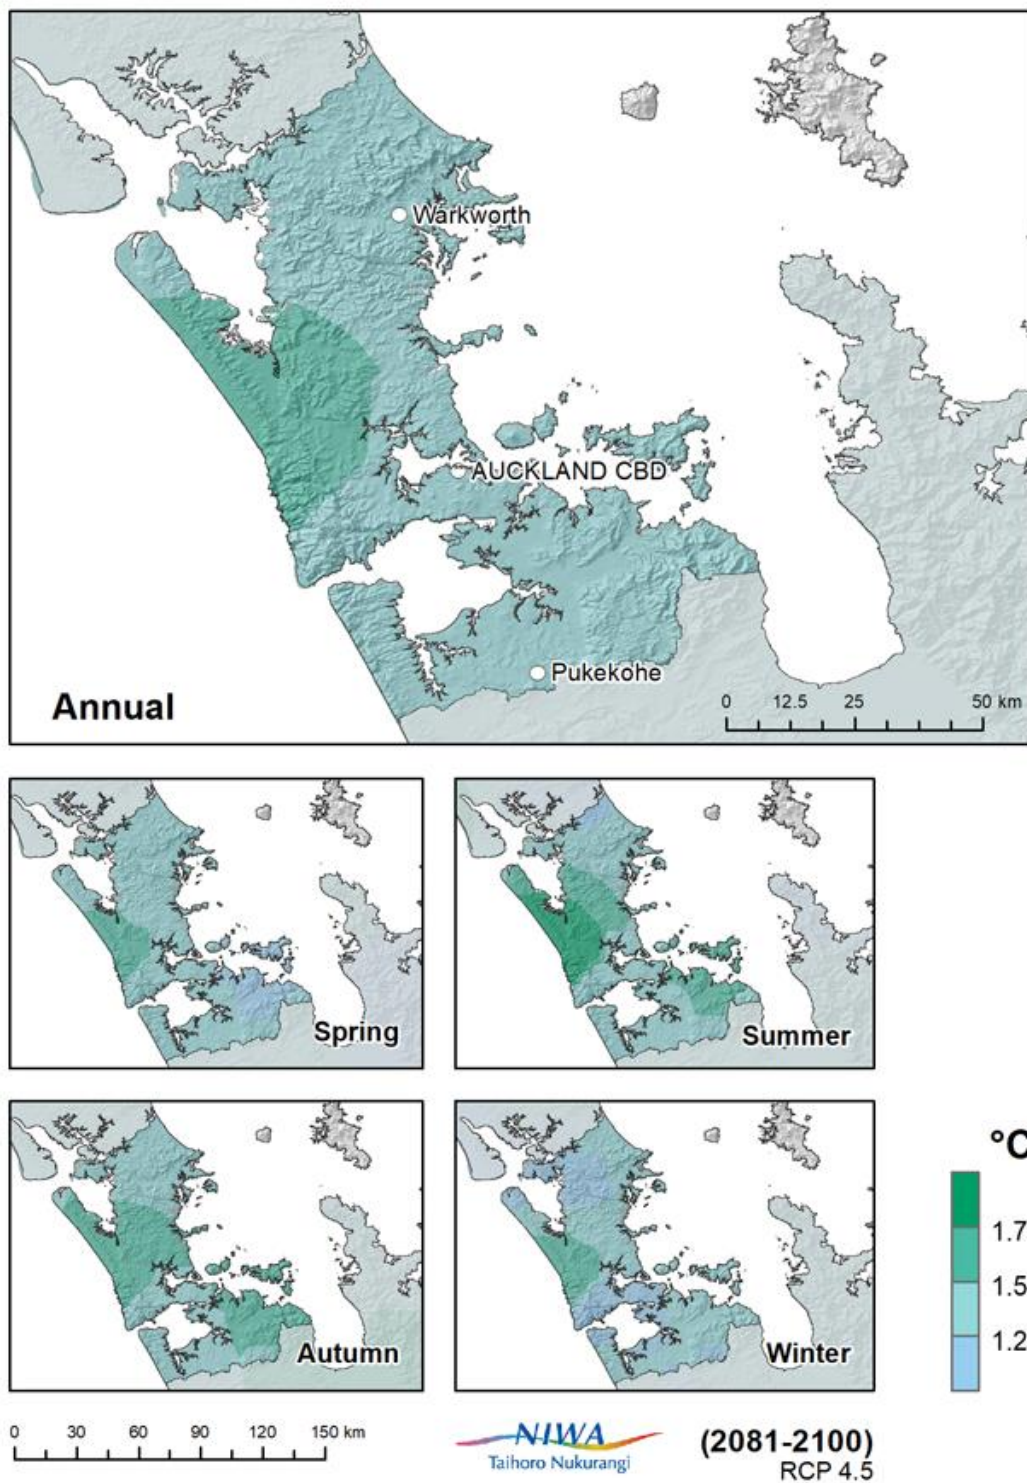 Warkworth
AUCKLAND CBD
Pukekohe
Annual
0 12.5 25 50 km
Spring
Summer
Autumn
Winter
°C
1.7
1.5
1.2
0 30 60 90 120 150 km
NIWA
Taihoro Nukurangi
(2081-2100)
RCP 4.5